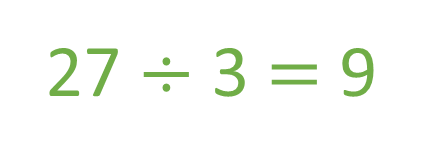 27 ÷ 3 = 9